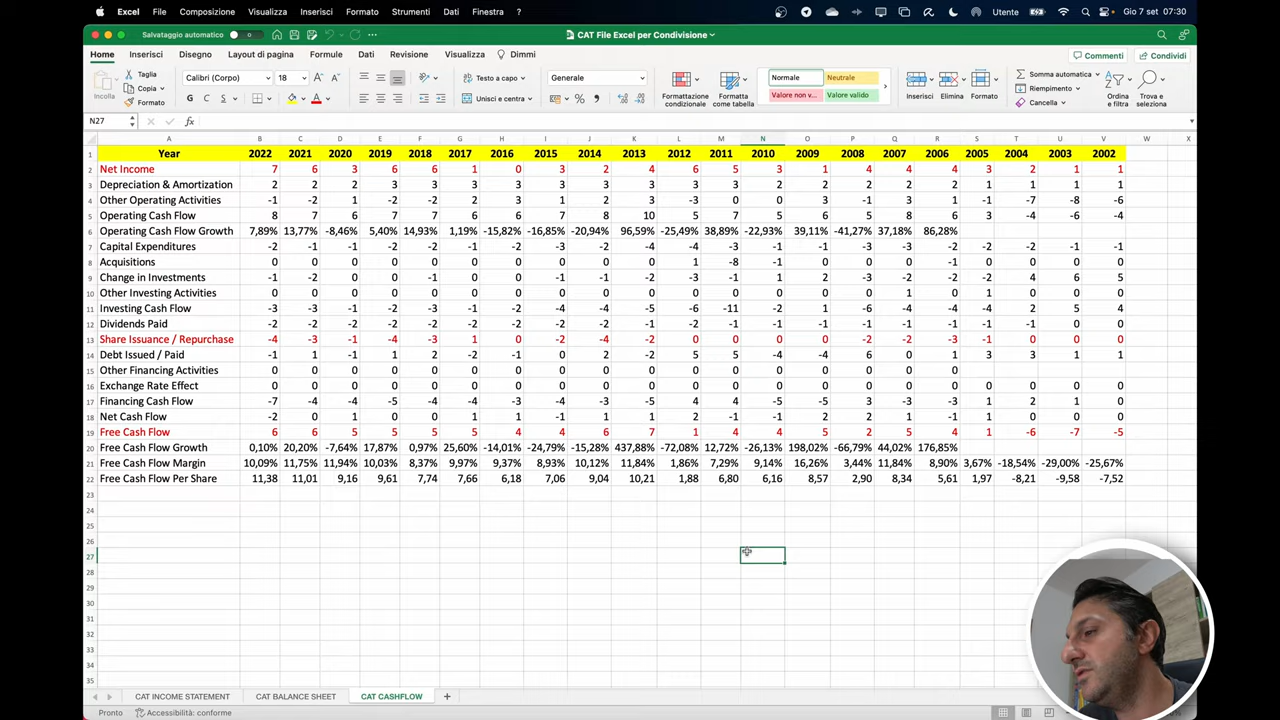 Excel File Composizione Visualizza Inserisci Formato Strumenti Dati Finestra ? Utente Gio 7 set 07:30
Salvataggio automatico CAT File Excel per Condivisione
Home Inserisci Disegno Layout di pagina Formule Dati Revisione Visualizza Dimmi Commenti Condividi
Incolla Taglia Copia Formato Calibri (Corpo) 18 G C S Testo a capo Unisci e centra Generale Formattazione condizionale Formatta come tabella Normale Neutrale Valore non v... Valore valido Inserisci Elimina Formato Somma automatica Riempimento Cancella Ordina e filtra Trova e seleziona
N27 fx
A B C D E F G H I J K L M N O P Q R S T U V W X
1 Year 2022 2021 2020 2019 2018 2017 2016 2015 2014 2013 2012 2011 2010 2009 2008 2007 2006 2005 2004 2003 2002
2 Net Income 7 6 3 6 6 1 0 3 2 4 6 5 3 1 4 4 4 3 2 1 1
3 Depreciation & Amortization 2 2 2 3 3 3 3 3 3 3 3 3 2 2 2 2 2 1 1 1 1
4 Other Operating Activities -1 -2 1 -2 -2 2 3 1 2 3 -3 0 0 3 -1 3 1 -1 -7 -8 -6
5 Operating Cash Flow 8 7 6 7 7 6 6 7 8 10 5 7 5 6 5 8 6 3 -4 -6 -4
6 Operating Cash Flow Growth 7,89% 13,77% -8,46% 5,40% 14,93% 1,19% -15,82% -16,85% -20,94% 96,59% -25,49% 38,89% -22,93% 39,11% -41,27% 37,18% 86,28%
7 Capital Expenditures -2 -1 -1 -2 -2 -1 -2 -2 -2 -4 -4 -3 -1 -1 -3 -3 -2 -2 -2 -1 -1
8 Acquisitions 0 0 0 0 0 0 0 0 0 0 1 -8 -1 0 0 0 -1 0 0 0 0
9 Change in Investments -1 -2 0 0 -1 0 0 -1 -1 -2 -3 -1 1 2 -3 -2 -2 -2 4 6 5
10 Other Investing Activities 0 0 0 0 0 0 0 0 0 0 0 0 0 0 0 1 0 1 0 0 0
11 Investing Cash Flow -3 -3 -1 -2 -3 -1 -2 -4 -4 -5 -6 -11 -2 1 -6 -4 -4 -4 2 5 4
12 Dividends Paid -2 -2 -2 -2 -2 -2 -2 -2 -2 -1 -2 -1 -1 -1 -1 -1 -1 -1 -1 0 0
13 Share Issuance / Repurchase -4 -3 -1 -4 -3 1 0 -2 -4 -2 0 0 0 0 -2 -2 -3 -1 0 0 0
14 Debt Issued / Paid -1 1 -1 1 2 -2 -1 0 2 -2 5 5 -4 -4 6 0 1 3 3 1 1
15 Other Financing Activities 0 0 0 0 0 0 0 0 0 0 0 0 0 0 0 0
16 Exchange Rate Effect 0 0 0 0 0 0 0 0 0 0 0 0 0 0 0 0 0 0 0 0 0
17 Financing Cash Flow -7 -4 -4 -5 -4 -4 -3 -4 -3 -5 4 4 -5 -5 3 -3 -3 1 2 1 0
18 Net Cash Flow -2 0 1 0 0 1 1 -1 1 1 2 -1 -1 2 2 1 -1 0 0 0 0
19 Free Cash Flow 6 6 5 5 5 5 4 4 6 7 1 4 4 5 2 5 4 1 -6 -7 -5
20 Free Cash Flow Growth 0,10% 20,20% -7,64% 17,87% 0,97% 25,60% -14,01% -24,79% -15,28% 437,88% -72,08% 12,72% -26,13% 198,02% -66,79% 44,02% 176,85%
21 Free Cash Flow Margin 10,09% 11,75% 11,94% 10,03% 8,37% 9,97% 9,37% 8,93% 10,12% 11,84% 1,86% 7,29% 9,14% 16,26% 3,44% 11,84% 8,90% 3,67% -18,54% -29,00% -25,67%
22 Free Cash Flow Per Share 11,38 11,01 9,16 9,61 7,74 7,66 6,18 7,06 9,04 10,21 1,88 6,80 6,16 8,57 2,90 8,34 5,61 1,97 -8,21 -9,58 -7,52
23
24
25
26
27
28
29
30
31
32
33
34
35
CAT INCOME STATEMENT CAT BALANCE SHEET CAT CASHFLOW +
Pronto Accessibilità: conforme